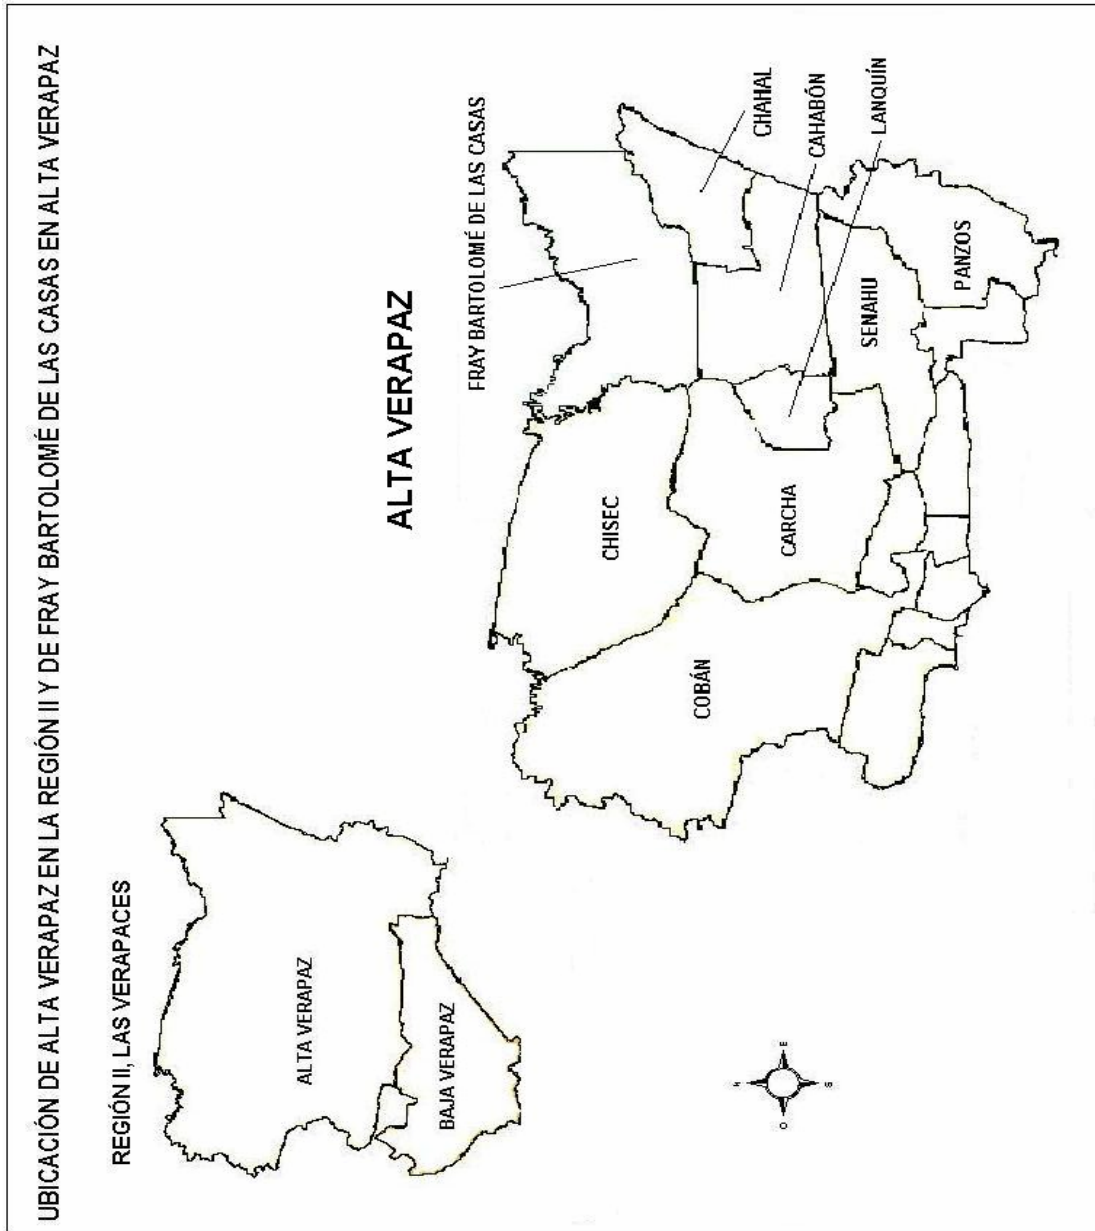 UBICACIÓN DE ALTA VERAPAZ EN LA REGIÓN II Y DE FRAY BARTOLOMÉ DE LAS CASAS EN ALTA VERAPAZ
REGIÓN II, LAS VERAPACES
ALTA VERAPAZ
BAJA VERAPAZ
ALTA VERAPAZ
FRAY BARTOLOMÉ DE LAS CASAS
CHAHAL
CAHABÓN
LANQUÍN
CHISEC
CARCHA
COBÁN
SENAHU
PANZOS
N
O
E
S